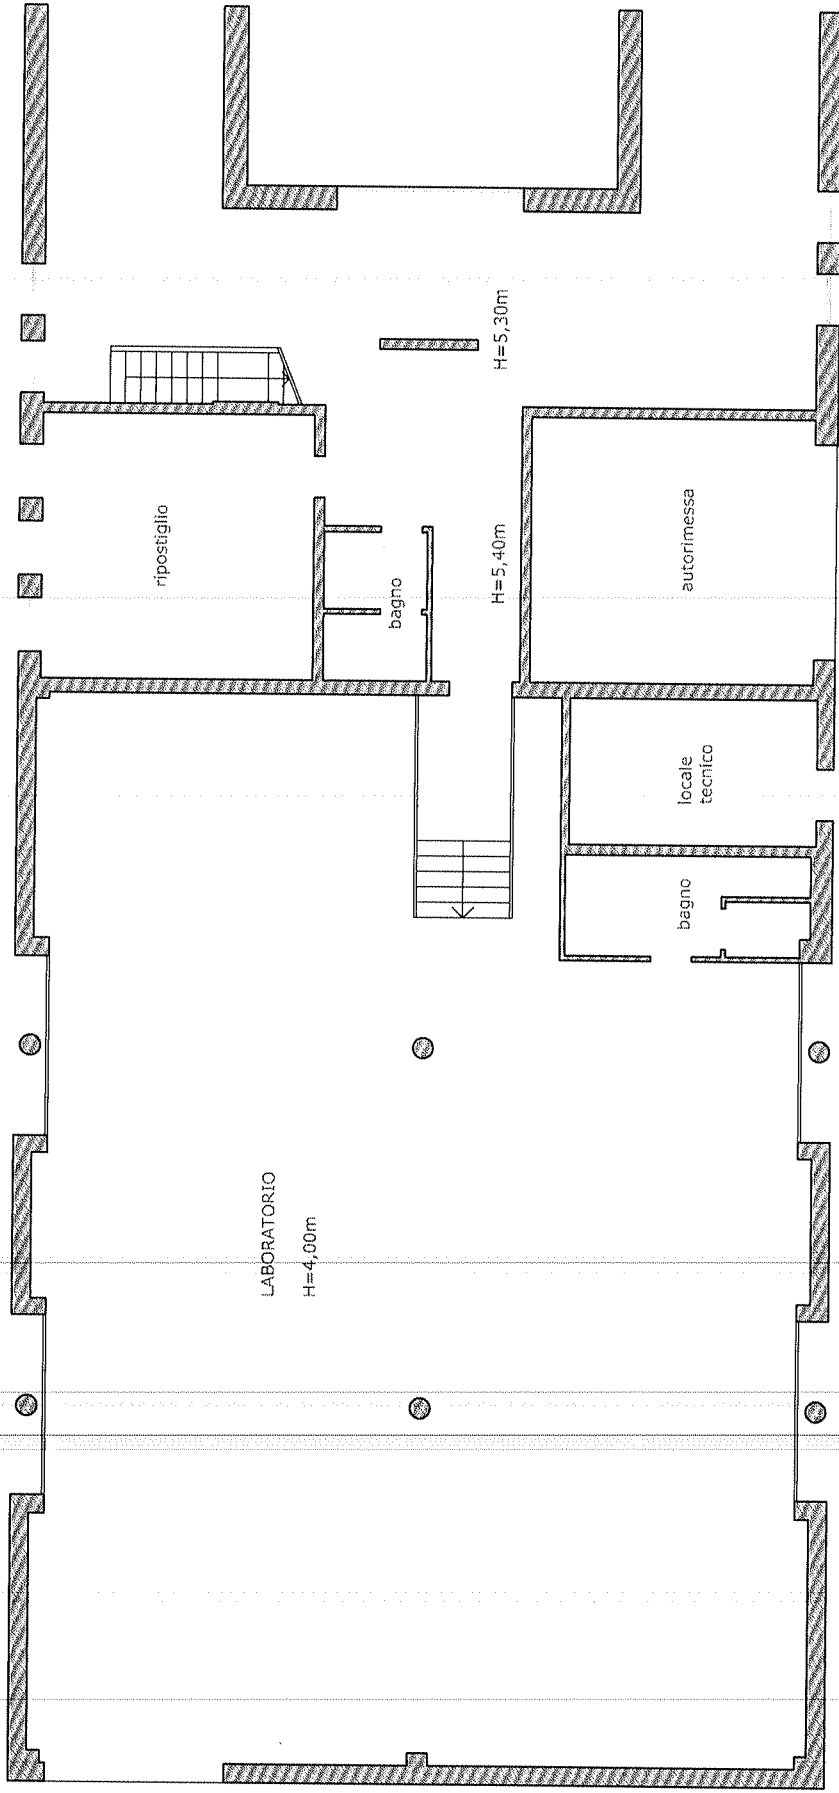 H=5,30m
ripostiglio
bagno
H=5,40m
autorimessa
locale
tecnico
bagno
LABORATORIO
H=4,00m